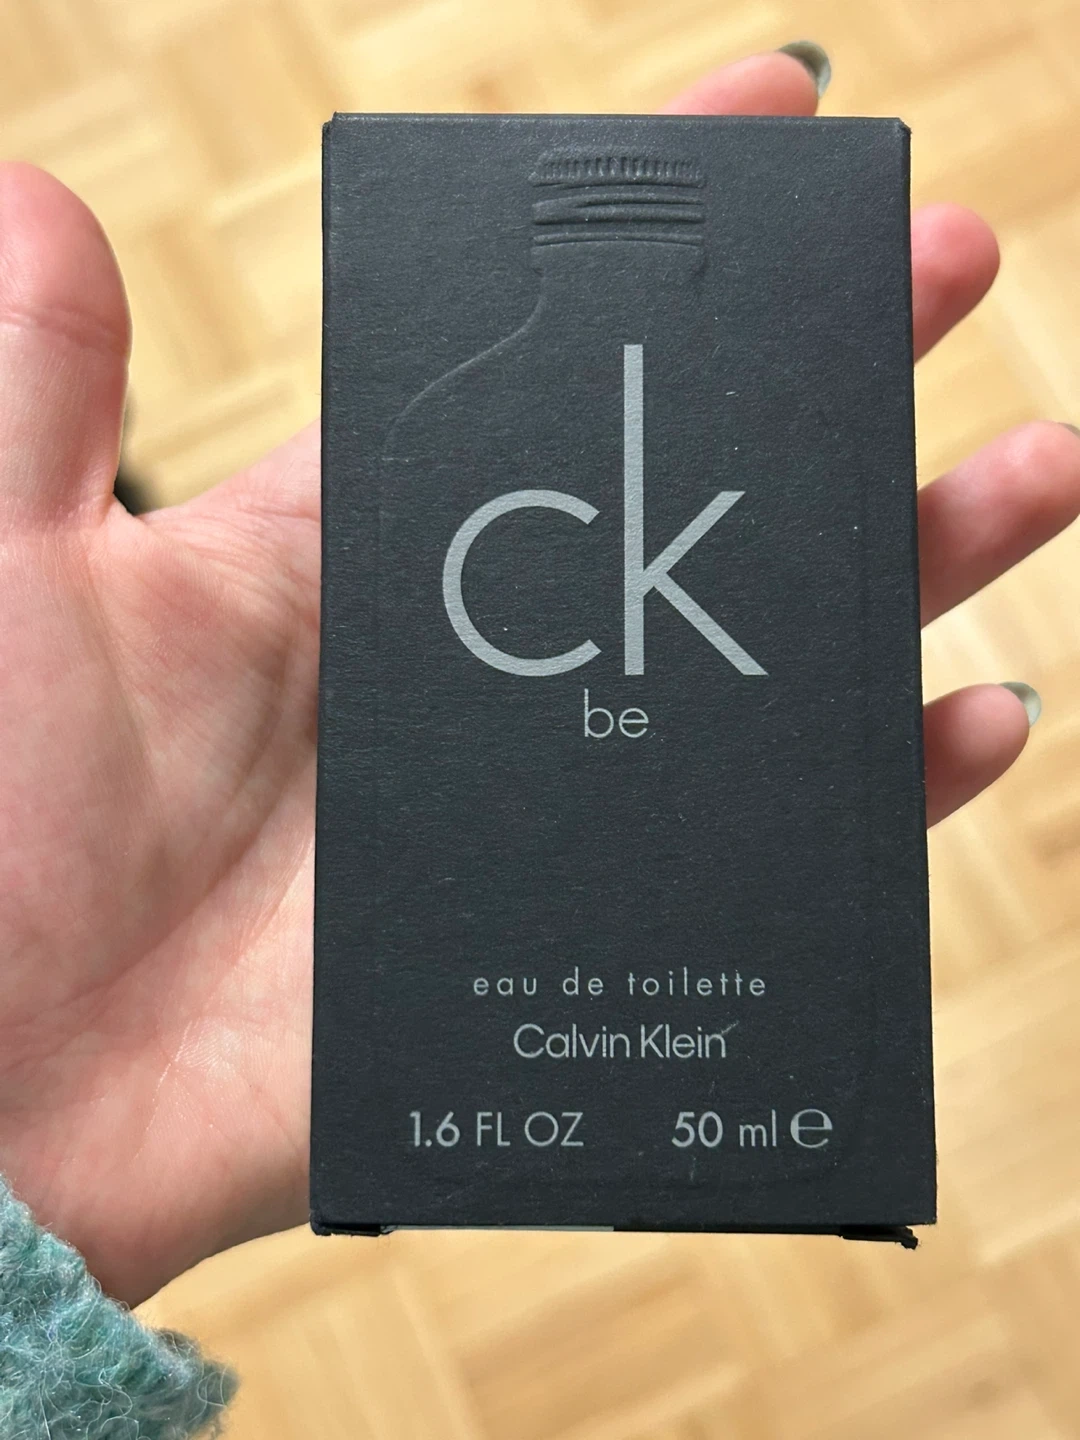 ck
be
eau de toilette
Calvin Klein
1.6 FL OZ 50 ml ℮